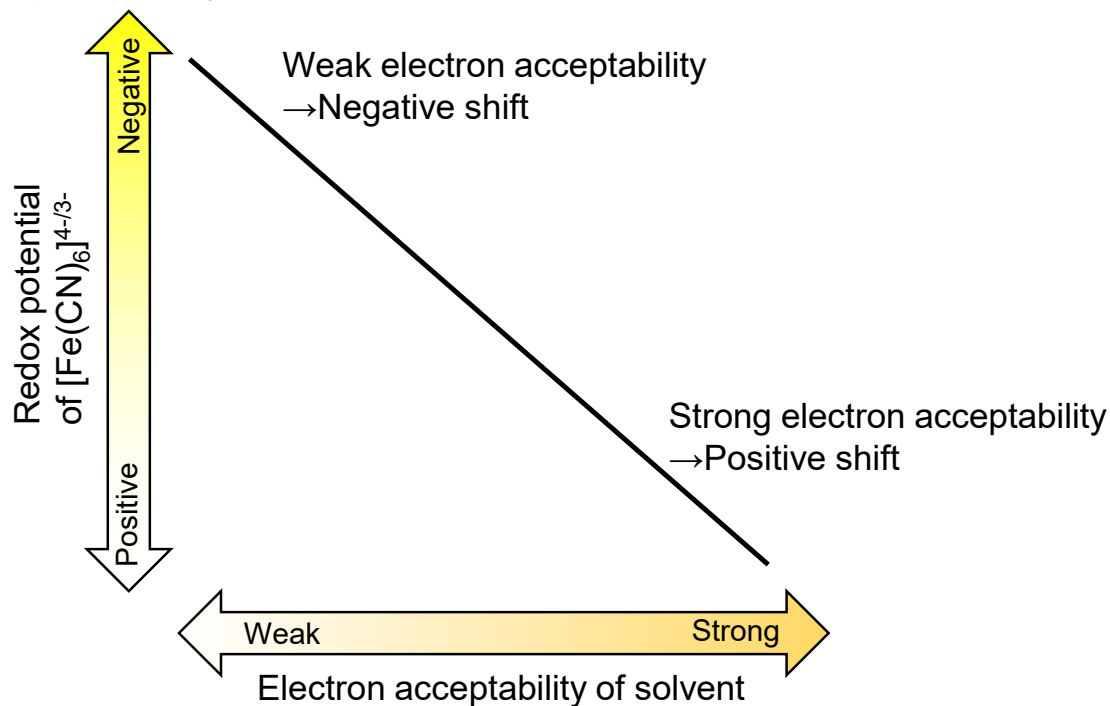 Weak electron acceptability
→Negative shift
Negative
Redox potential
of [Fe(CN)₆]⁴⁻/³⁻
Positive
Strong electron acceptability
→Positive shift
Weak
Strong
Electron acceptability of solvent